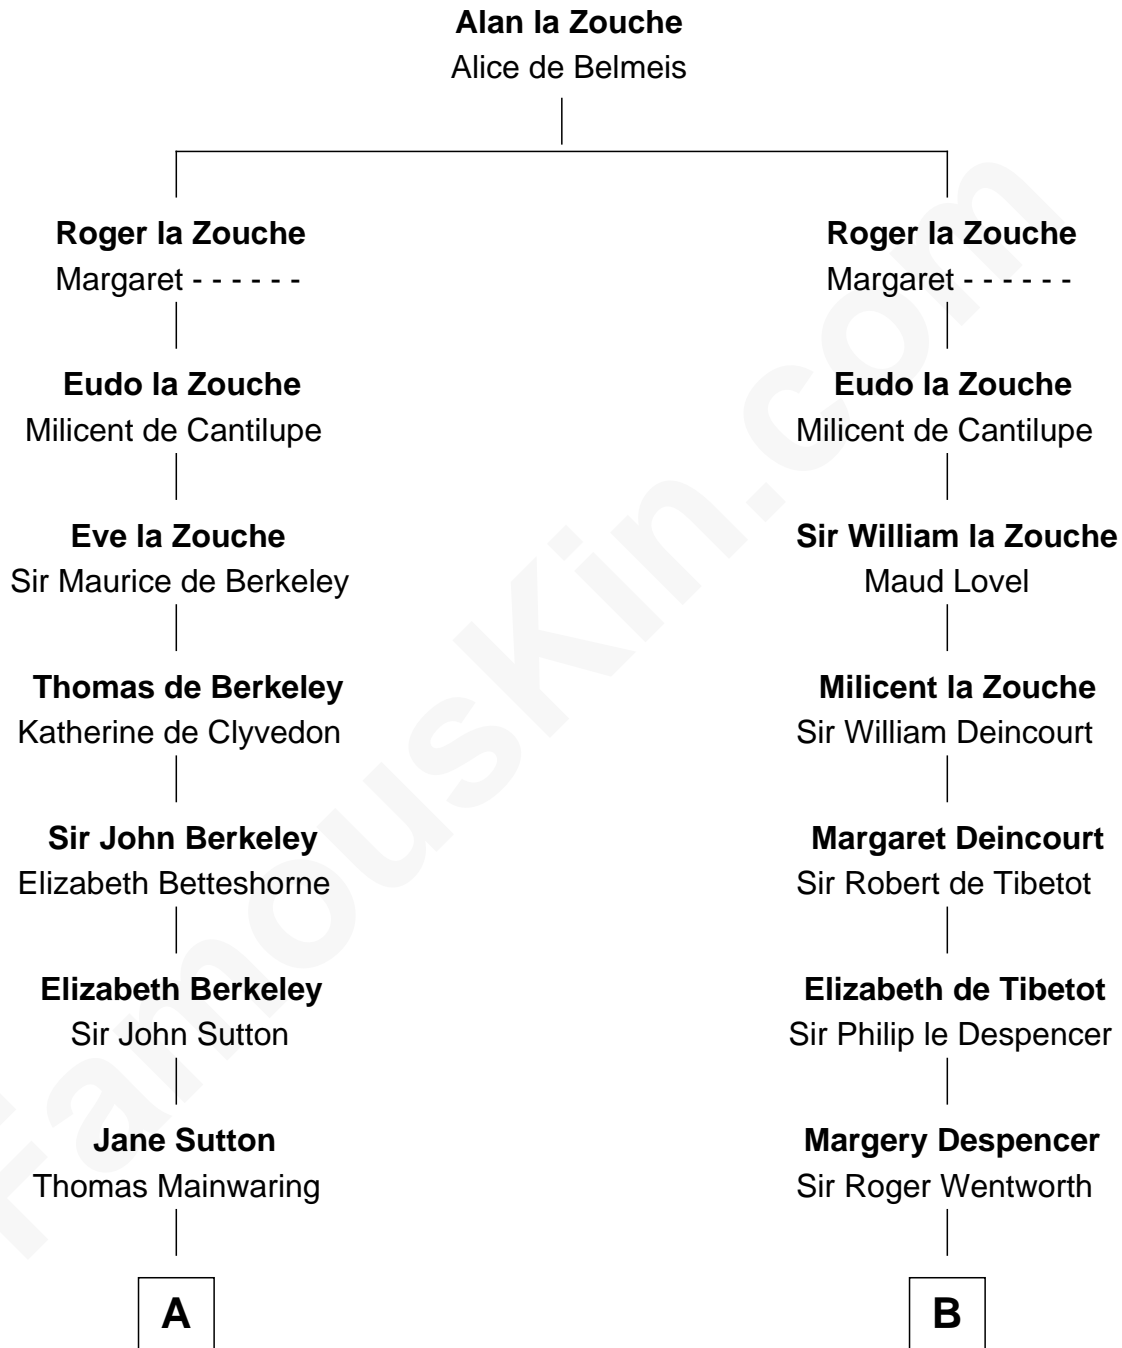 Alan la Zouche
Alice de Belmeis
Roger la Zouche
Margaret - - - - - -
Roger la Zouche
Margaret - - - - - -
Eudo la Zouche
Milicent de Cantilupe
Eudo la Zouche
Milicent de Cantilupe
Eve la Zouche
Sir Maurice de Berkeley
Sir William la Zouche
Maud Lovel
Thomas de Berkeley
Katherine de Clyvedon
Milicent la Zouche
Sir William Deincourt
Sir John Berkeley
Elizabeth Betteshorne
Margaret Deincourt
Sir Robert de Tibetot
Elizabeth Berkeley
Sir John Sutton
Elizabeth de Tibetot
Sir Philip le Despencer
Jane Sutton
Thomas Mainwaring
Margery Despencer
Sir Roger Wentworth
A
B
FamousKin.com